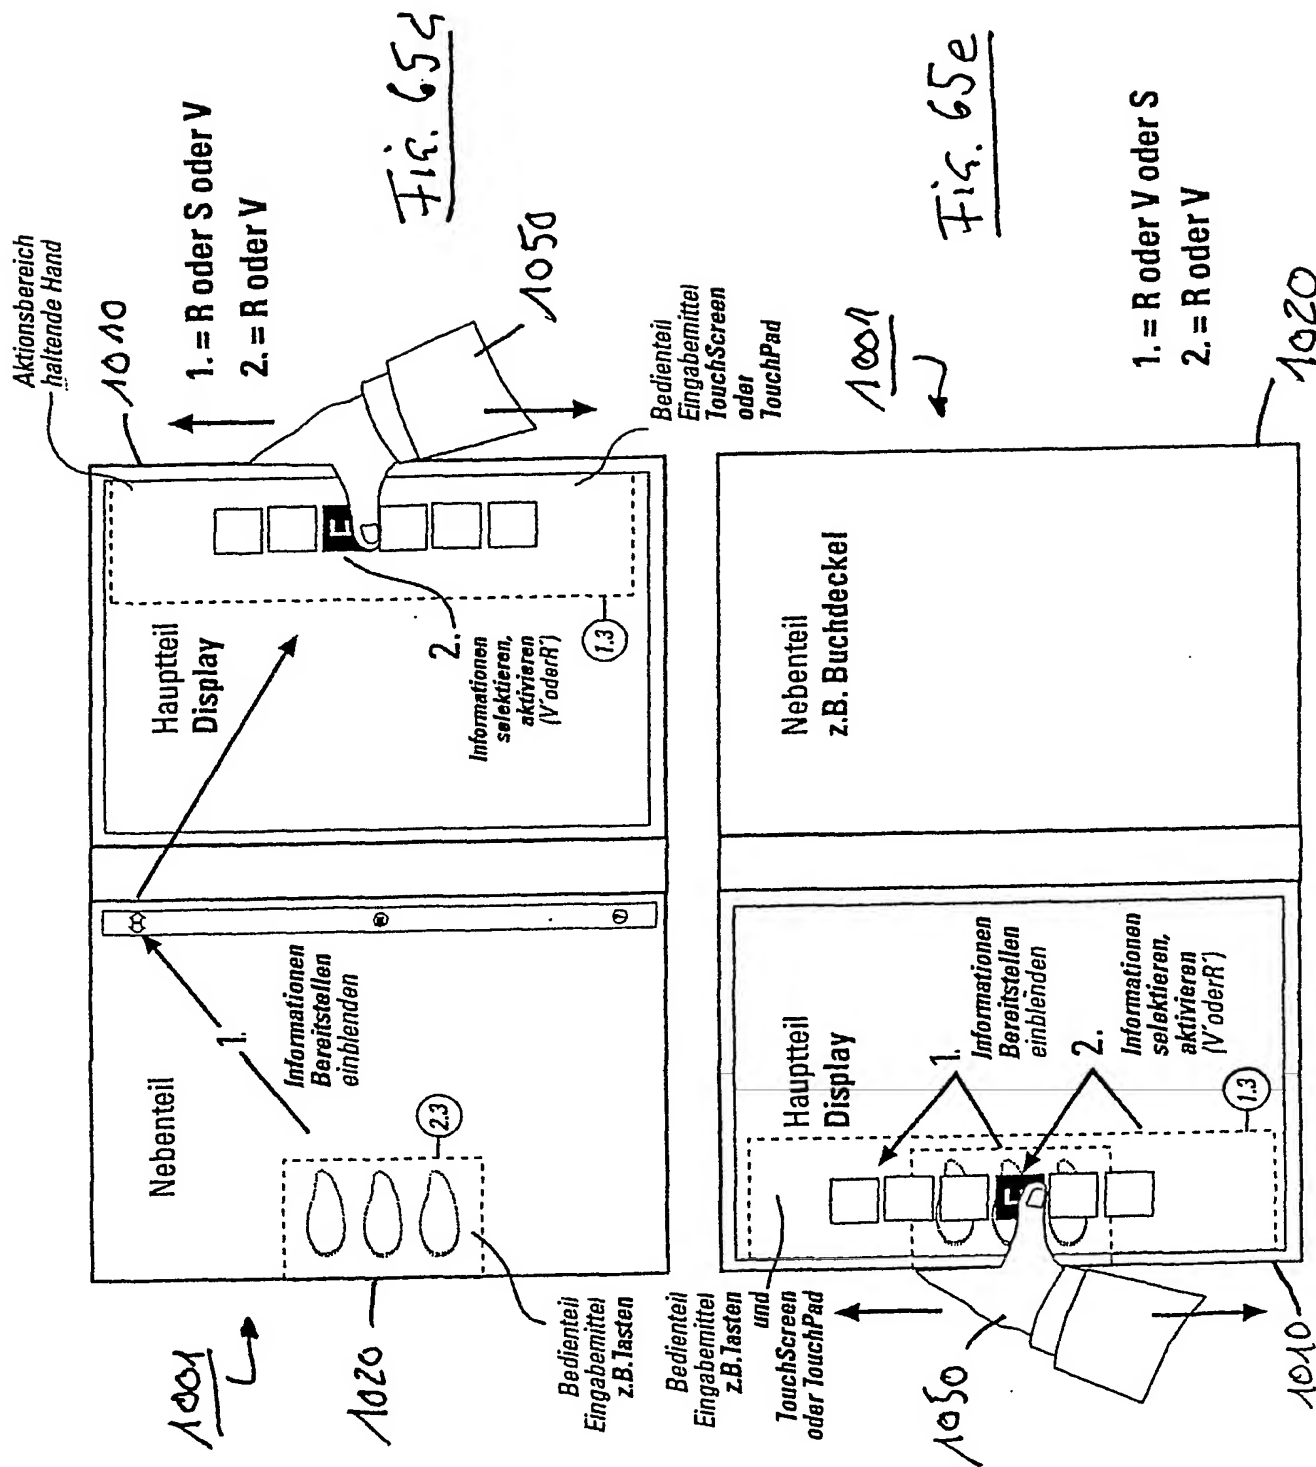 Aktionsbereich
haltende Hand
1010
1. = R oder S oder V
2. = R oder V
1050
Bedienteil
Eingabemittel
TouchScreen
oder
TouchPad
Hauptteil
Display
2.
Informationen
selektieren,
aktivieren
(V´oderR´)
1.3
Nebenteil
1.
Informationen
Bereitstellen
einblenden
2.3
1001
1020
Bedienteil
Eingabemittel
z.B.Tasten
Fig. 65d
1001
Nebenteil
z.B. Buchdeckel
1020
1. = R oder V oder S
2. = R oder V
Hauptteil
Display
1.
Informationen
Bereitstellen
einblenden
2.
Informationen
selektieren,
aktivieren
(V´oderR´)
1.3
Bedienteil
Eingabemittel
z.B.Tasten
und
TouchScreen
oder TouchPad
1050
1010
Fig. 65e